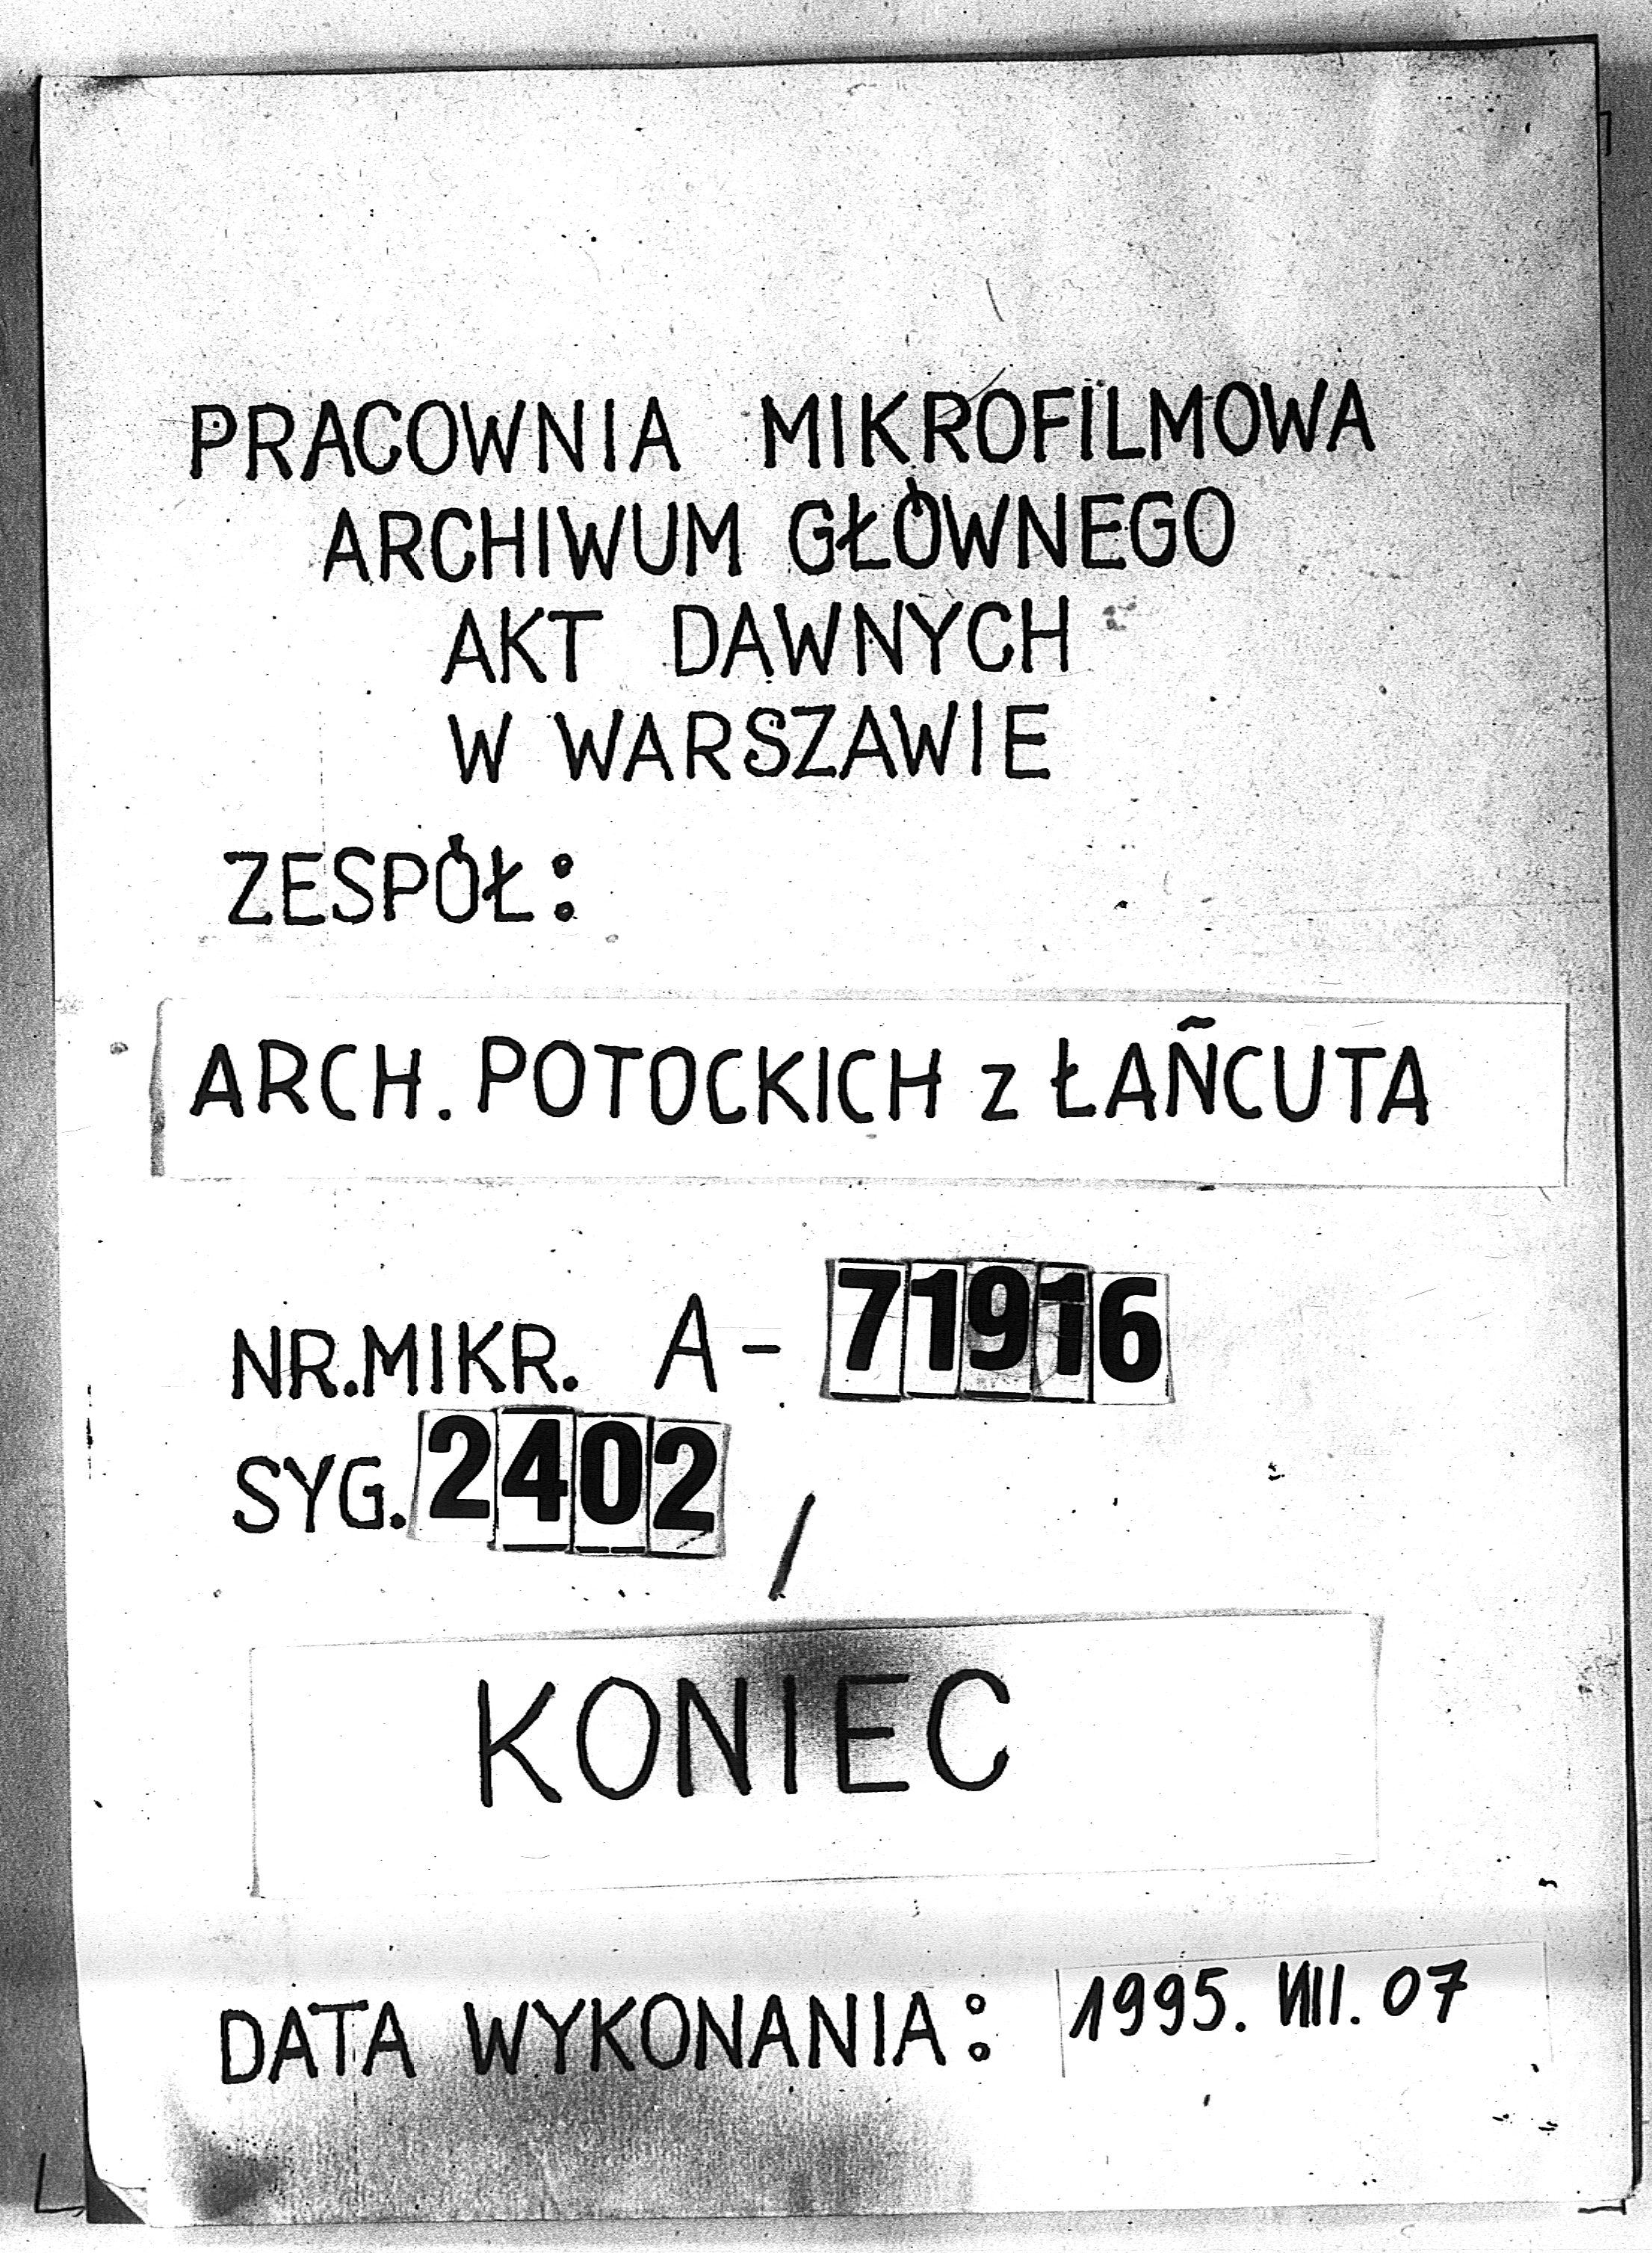 PRACOWNIA MIKROFILMOWA
ARCHIWUM GŁÓWNEGO
AKT DAWNYCH
W WARSZAWIE
ZESPÓŁ:
ARCH. POTOCKICH z ŁAÑCUTA
NR.MIKR. A-71916
SYG. 2402 /
KONIEC
DATA WYKONANIA: 1995. VIII. 07